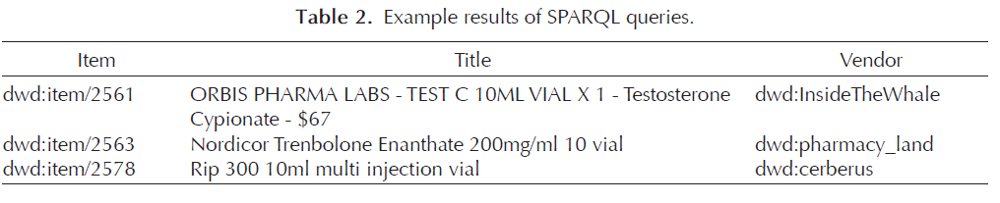 Table 2. Example results of SPARQL queries.
Item Title Vendor
dwd:item/2561 ORBIS PHARMA LABS - TEST C 10ML VIAL X 1 - Testosterone dwd:InsideTheWhale
Cypionate - $67
dwd:item/2563 Nordicor Trenbolone Enanthate 200mg/ml 10 vial dwd:pharmacy_land
dwd:item/2578 Rip 300 10ml multi injection vial dwd:cerberus